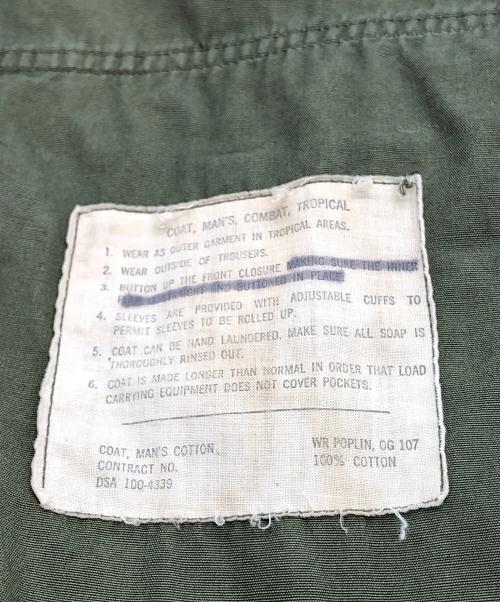 COAT, MAN'S, COMBAT, TROPICAL
1. WEAR AS OUTER GARMENT IN TROPICAL AREAS.
2. WEAR OUTSIDE OF TROUSERS.
3. BUTTON UP THE FRONT CLOSURE MAKING SURE THE INNER
IS STRAIGHT AND BUTTONED IN PLACE
4. SLEEVES ARE PROVIDED WITH ADJUSTABLE CUFFS TO
PERMIT SLEEVES TO BE ROLLED UP.
5. COAT CAN BE HAND LAUNDERED. MAKE SURE ALL SOAP IS
THOROUGHLY RINSED OUT.
6. COAT IS MADE LONGER THAN NORMAL IN ORDER THAT LOAD
CARRYING EQUIPMENT DOES NOT COVER POCKETS.
COAT, MAN'S COTTON, WR POPLIN, OG 107
CONTRACT NO. 100% COTTON
DSA 100-4339